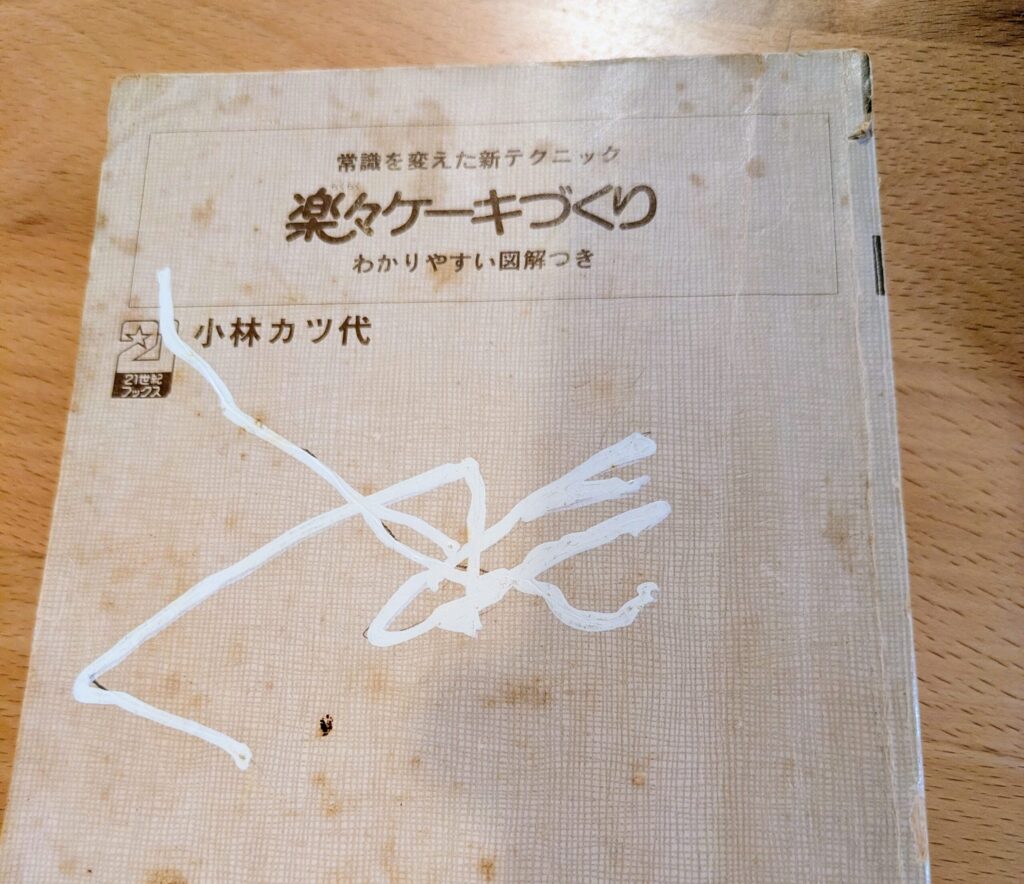 常識を変えた新テクニック
楽々ケーキづくり
わかりやすい図解つき
小林カツ代
21世紀
ブックス